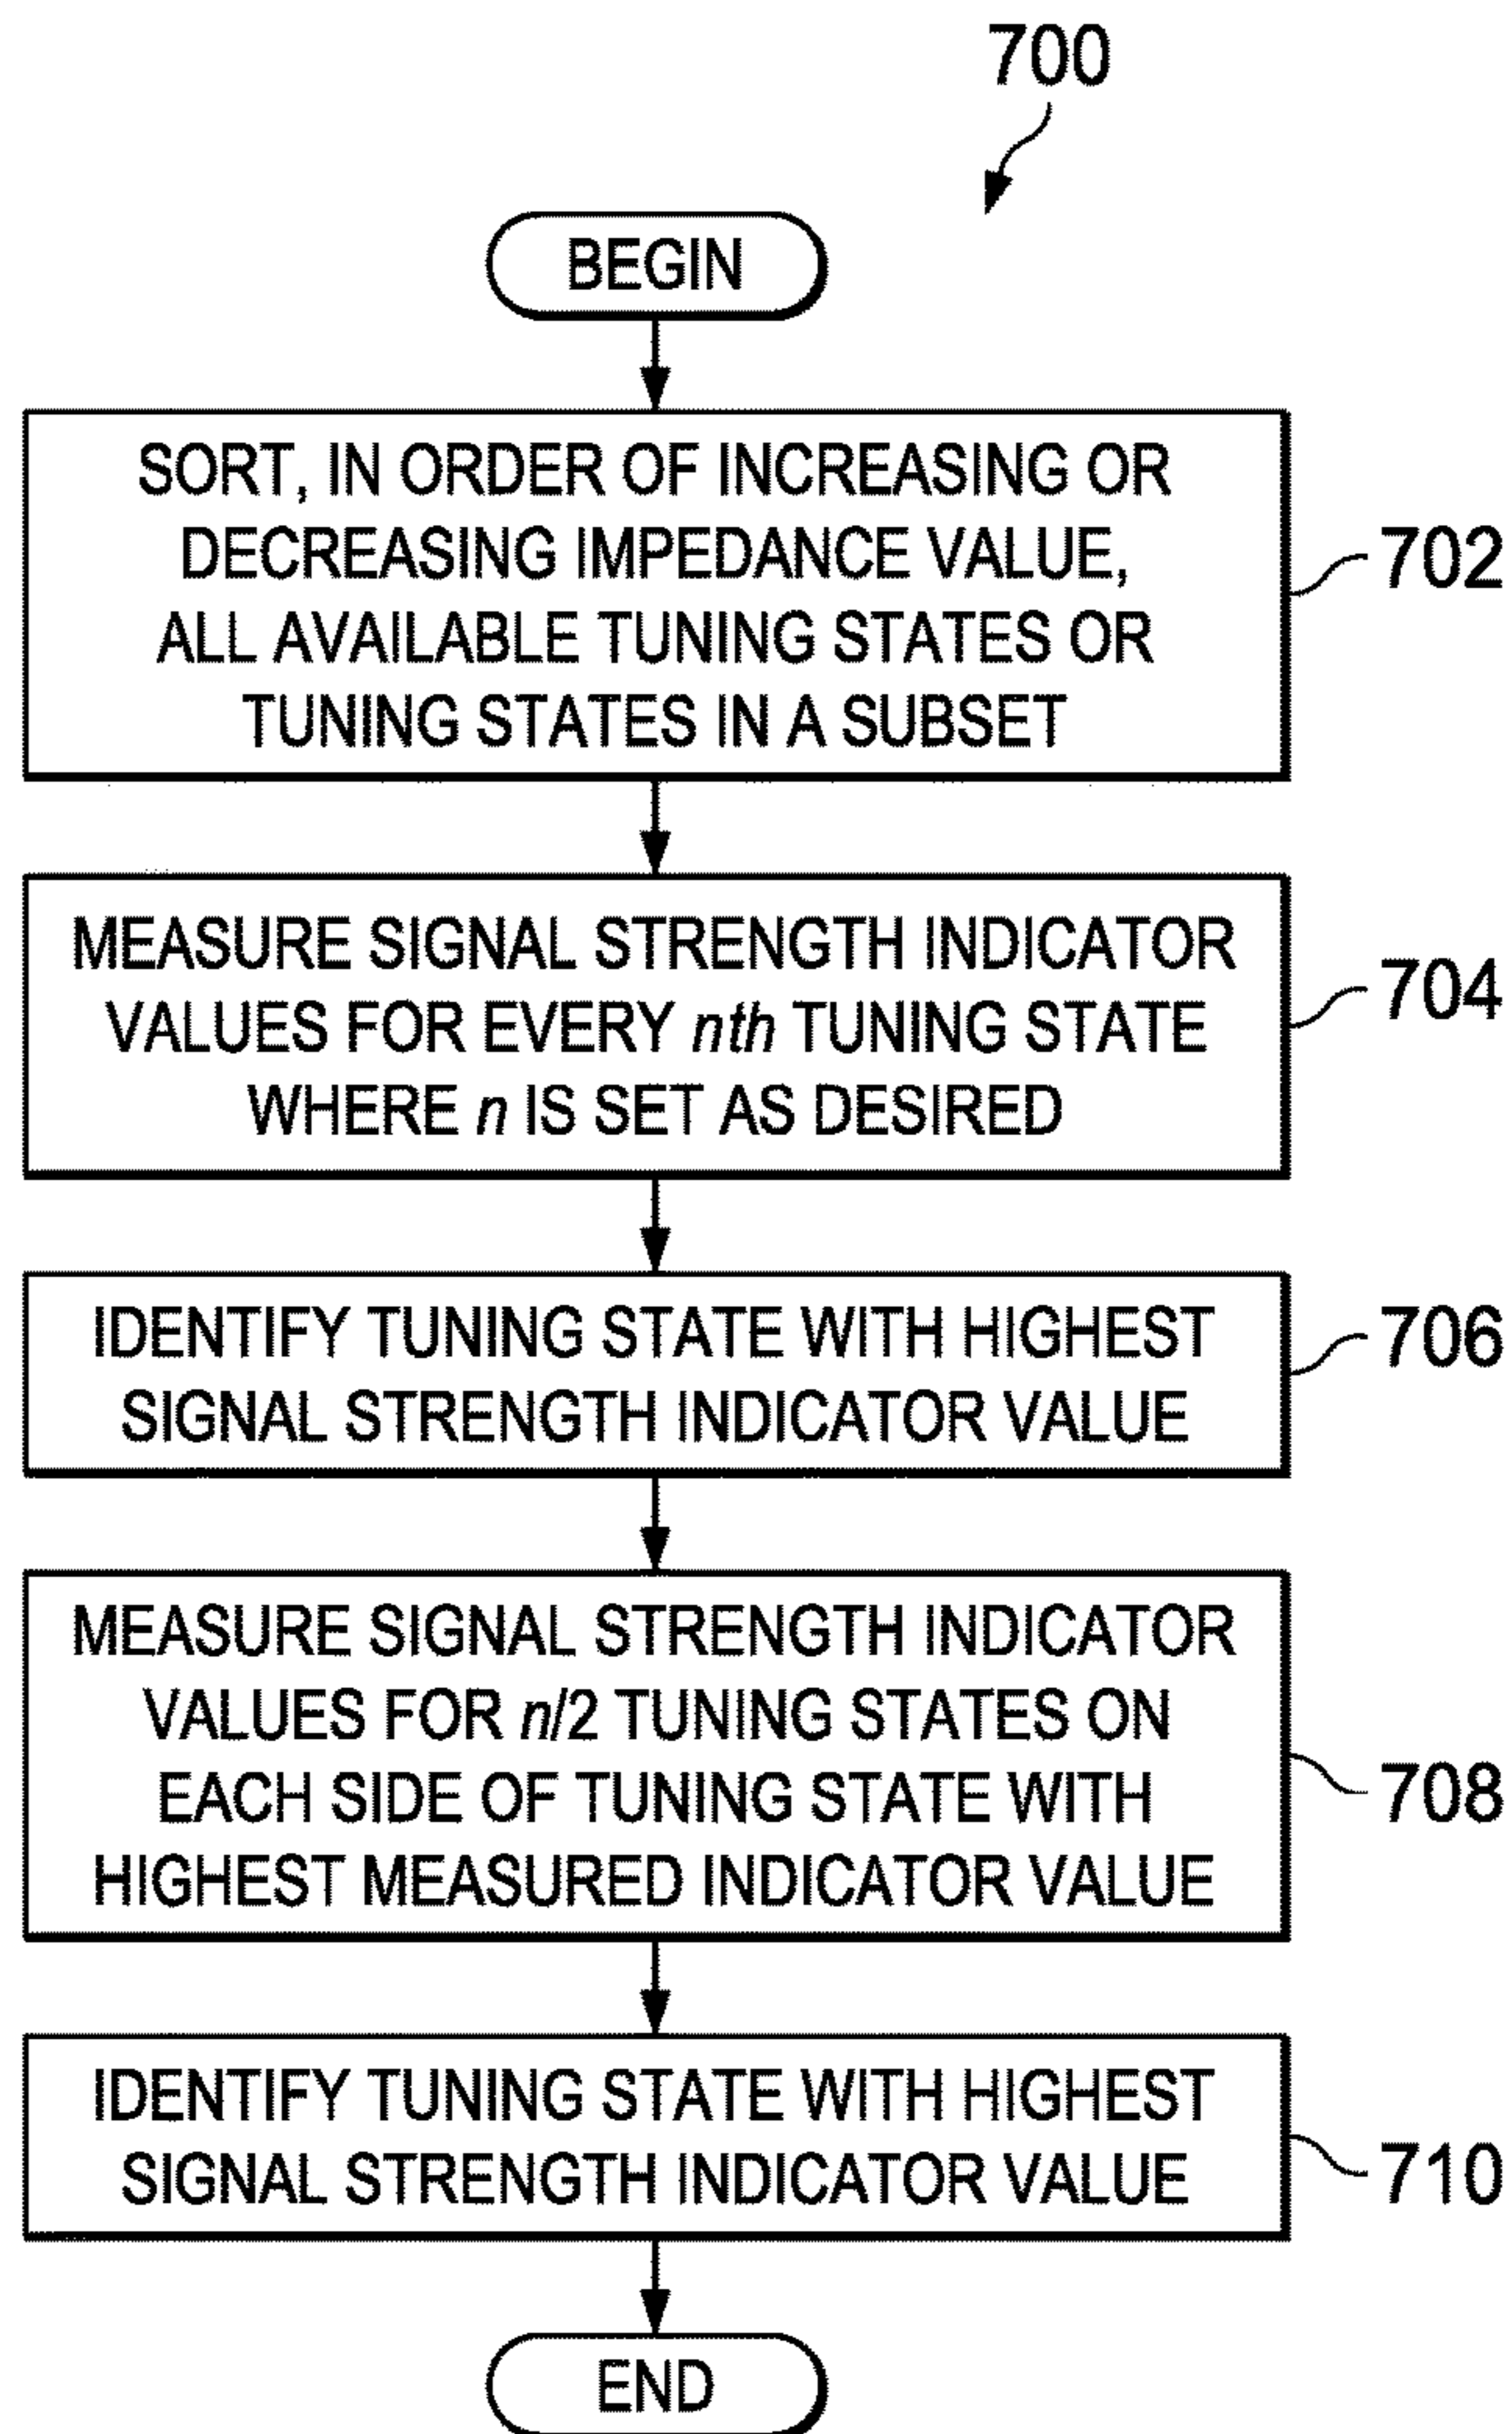 700
BEGIN
SORT, IN ORDER OF INCREASING OR
DECREASING IMPEDANCE VALUE,
ALL AVAILABLE TUNING STATES OR
TUNING STATES IN A SUBSET
702
MEASURE SIGNAL STRENGTH INDICATOR
VALUES FOR EVERY nth TUNING STATE
WHERE n IS SET AS DESIRED
704
IDENTIFY TUNING STATE WITH HIGHEST
SIGNAL STRENGTH INDICATOR VALUE
706
MEASURE SIGNAL STRENGTH INDICATOR
VALUES FOR n/2 TUNING STATES ON
EACH SIDE OF TUNING STATE WITH
HIGHEST MEASURED INDICATOR VALUE
708
IDENTIFY TUNING STATE WITH HIGHEST
SIGNAL STRENGTH INDICATOR VALUE
710
END